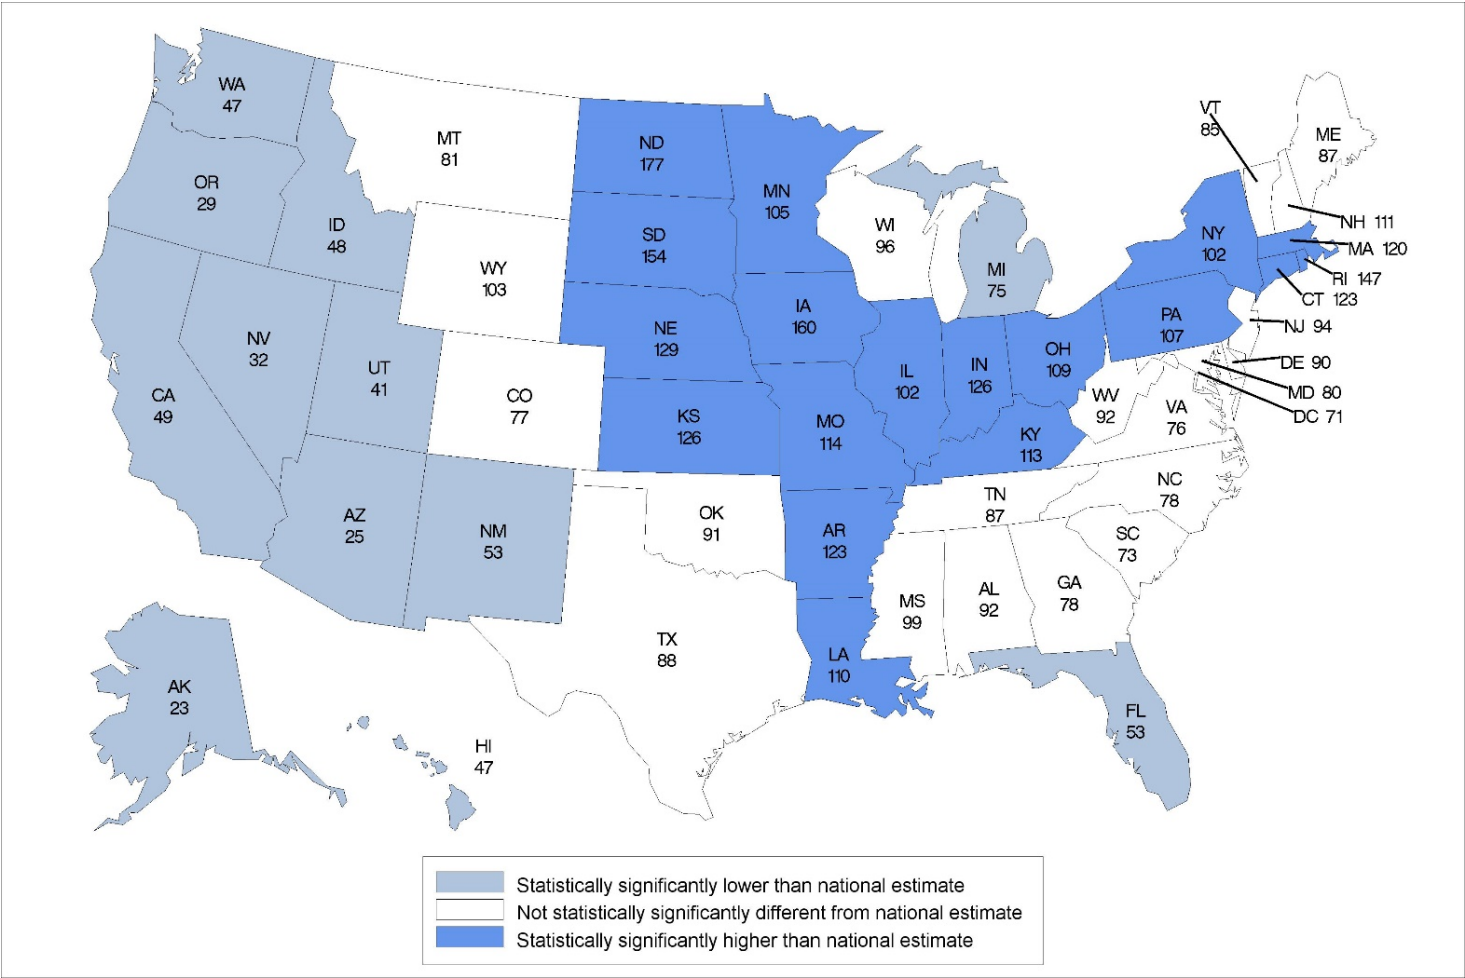 WA
47
MT
81
ND
177
MN
105
VT
85
ME
87
OR
29
ID
48
SD
154
WI
96
NY
102
NH 111
MA 120
RI 147
CT 123
WY
103
MI
75
NE
129
IA
160
PA
107
NJ 94
NV
32
UT
41
IL
102
IN
126
OH
109
DE 90
MD 80
DC 71
CA
49
CO
77
KS
126
MO
114
KY
113
WV
92
VA
76
AZ
25
NM
53
OK
91
AR
123
TN
87
NC
78
SC
73
MS
99
AL
92
GA
78
TX
88
LA
110
AK
23
HI
47
FL
53
Statistically significantly lower than national estimate
Not statistically significantly different from national estimate
Statistically significantly higher than national estimate